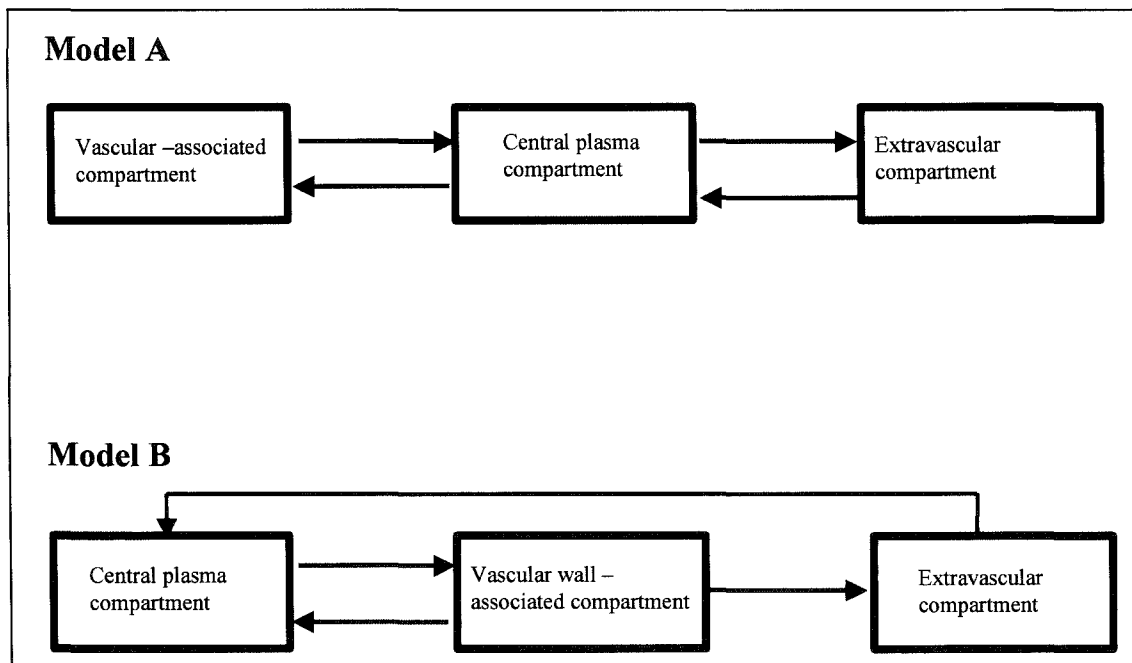 Model A
Vascular –associated
compartment
Central plasma
compartment
Extravascular
compartment
Model B
Central plasma
compartment
Vascular wall –
associated compartment
Extravascular
compartment